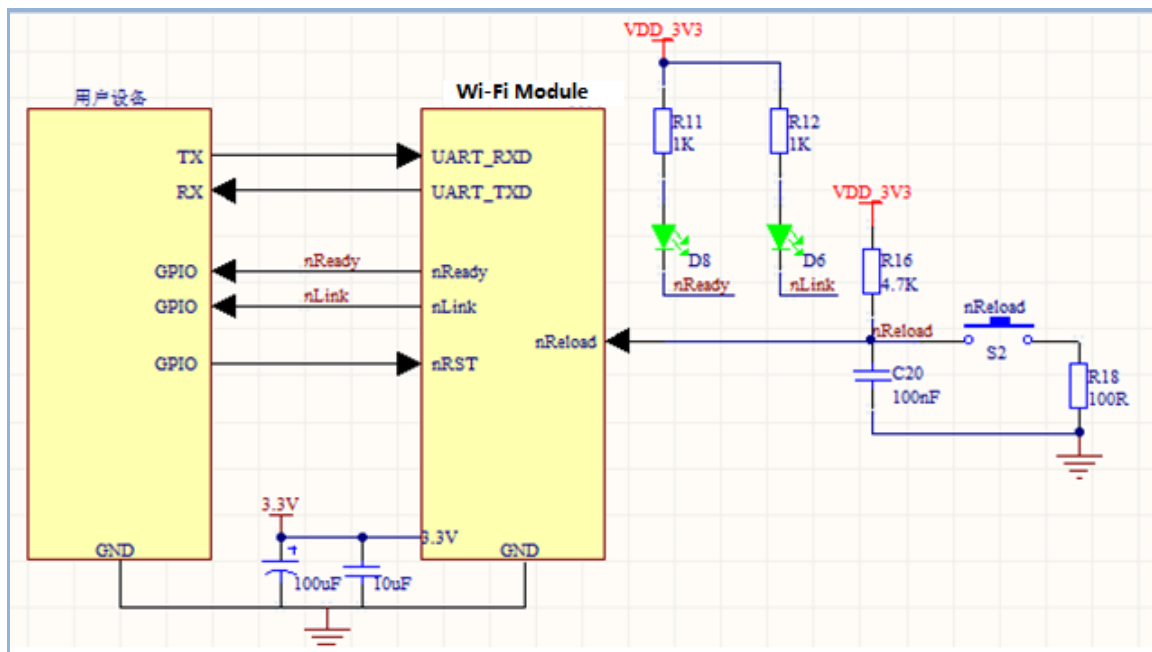 VDD_3V3
用户设备
Wi-Fi Module
R11
1K
R12
1K
TX
UART_RXD
RX
UART_TXD
VDD_3V3
D8
D6
R16
4.7K
GPIO
nReady
nReady
nReady
nLink
GPIO
nLink
nLink
nReload
nReload
nReload
S2
GPIO
nRST
C20
100nF
R18
100R
3.3V
3.3V
GND
GND
100uF
10uF